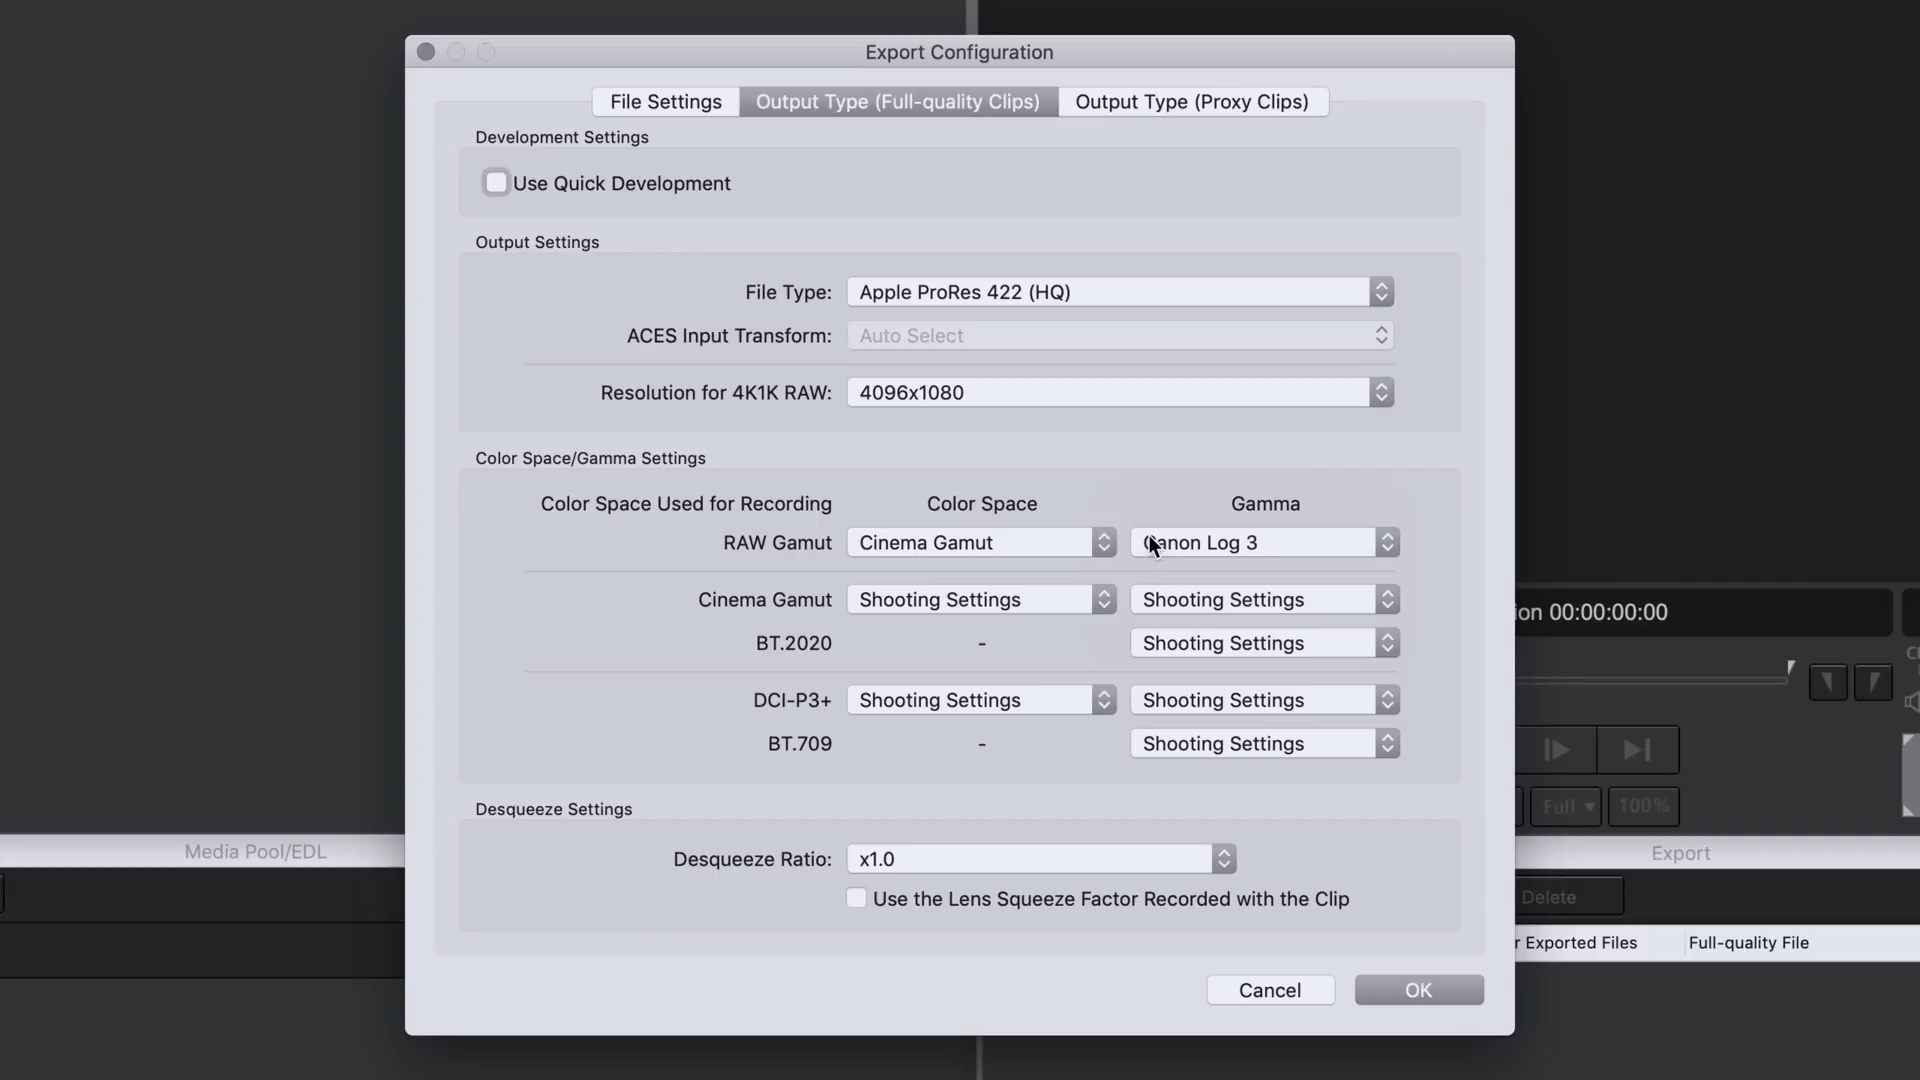 Export Configuration
File Settings Output Type (Full-quality Clips) Output Type (Proxy Clips)
Development Settings
Use Quick Development
Output Settings
File Type: Apple ProRes 422 (HQ)
ACES Input Transform: Auto Select
Resolution for 4K1K RAW: 4096x1080
Color Space/Gamma Settings
Color Space Used for Recording Color Space Gamma
RAW Gamut Cinema Gamut Canon Log 3
Cinema Gamut Shooting Settings Shooting Settings
BT.2020 - Shooting Settings
DCI-P3+ Shooting Settings Shooting Settings
BT.709 - Shooting Settings
Desqueeze Settings
Desqueeze Ratio: x1.0
Use the Lens Squeeze Factor Recorded with the Clip
Cancel OK
ion 00:00:00:00
Full 100%
Media Pool/EDL
Export
Delete
r Exported Files Full-quality File